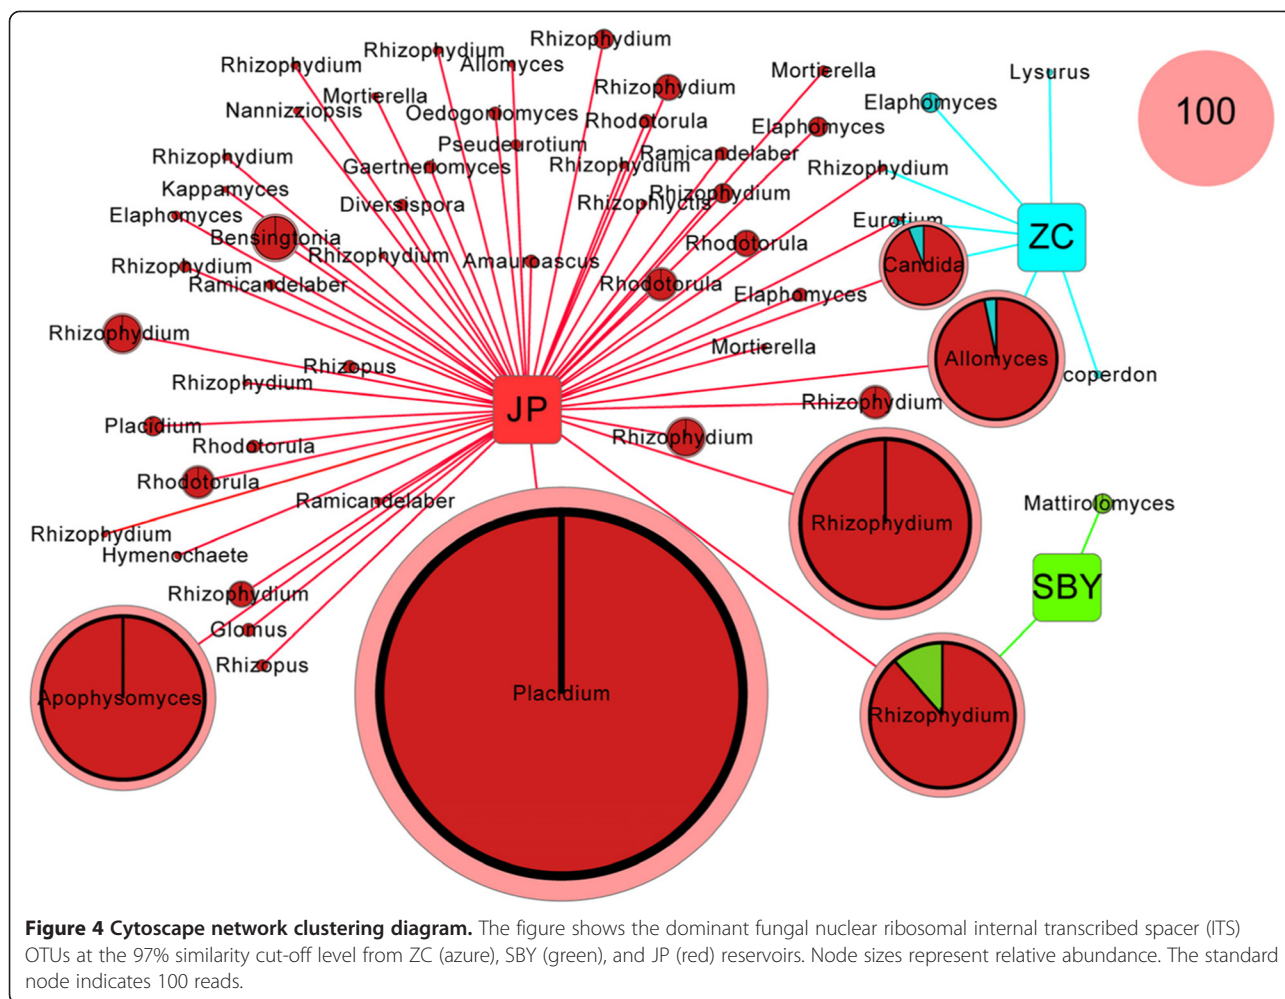 Rhizophydium
Rhizophydium
Rhizophydium
Allomyces
Mortierella
Lysurus
Rhizophydium
Mortierella
Elaphomyces
100
Nannizziopsis
Oedogoniomyces
Rhodotorula
Elaphomyces
Pseudeurotium
Rhizophydium
Gaertneriomyces
Rhizophydium
Ramicandelaber
Rhizophydium
Kappamyces
Diversispora
Rhizophlyctis
Rhizophydium
Elaphomyces
Eurotium
Bensingtonia
Rhizophydium
Amauroascus
Rhodotorula
ZC
Rhizophydium
Ramicandelaber
Rhodotorula
Elaphomyces
Candida
Rhizophydium
Mortierella
Allomyces
Rhizopus
Rhizophydium
coperdon
JP
Rhizophydium
Placidium
Rhodotorula
Rhizophydium
Rhodotorula
Ramicandelaber
Mattirolomyces
Rhizophydium
Rhizophydium
Hymenochaete
SBY
Rhizophydium
Glomus
Rhizopus
Apophysomyces
Placidium
Rhizophydium
Figure 4 Cytoscape network clustering diagram. The figure shows the dominant fungal nuclear ribosomal internal transcribed spacer (ITS)
OTUs at the 97% similarity cut-off level from ZC (azure), SBY (green), and JP (red) reservoirs. Node sizes represent relative abundance. The standard
node indicates 100 reads.